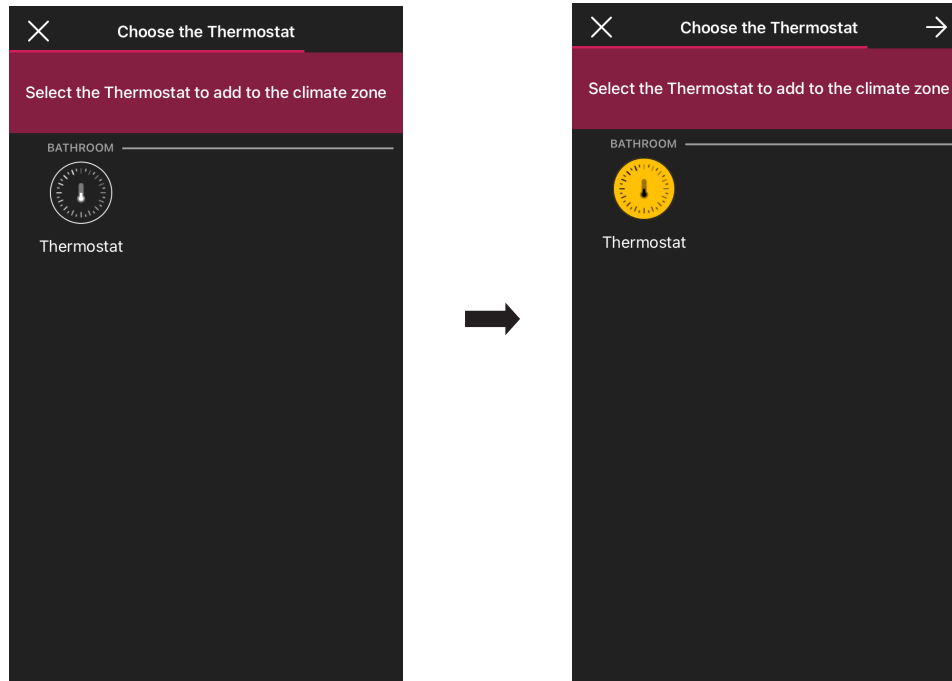 Choose the Thermostat
Select the Thermostat to add to the climate zone
BATHROOM
Thermostat
Choose the Thermostat
Select the Thermostat to add to the climate zone
BATHROOM
Thermostat